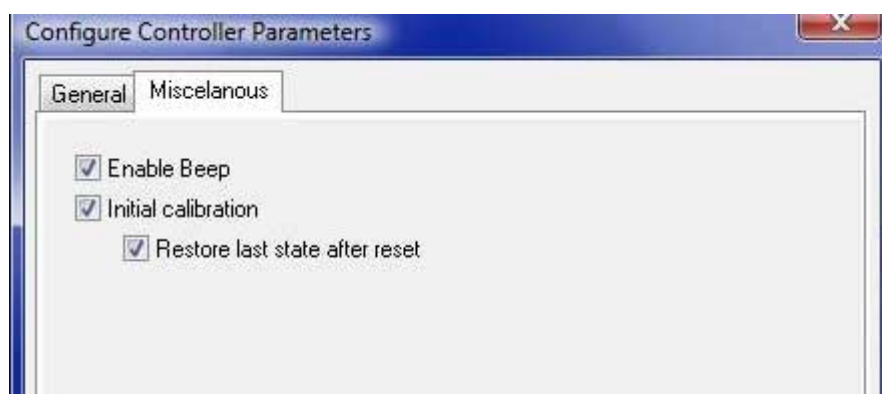 Configure Controller Parameters
General Miscelanous
Enable Beep
Initial calibration
Restore last state after reset